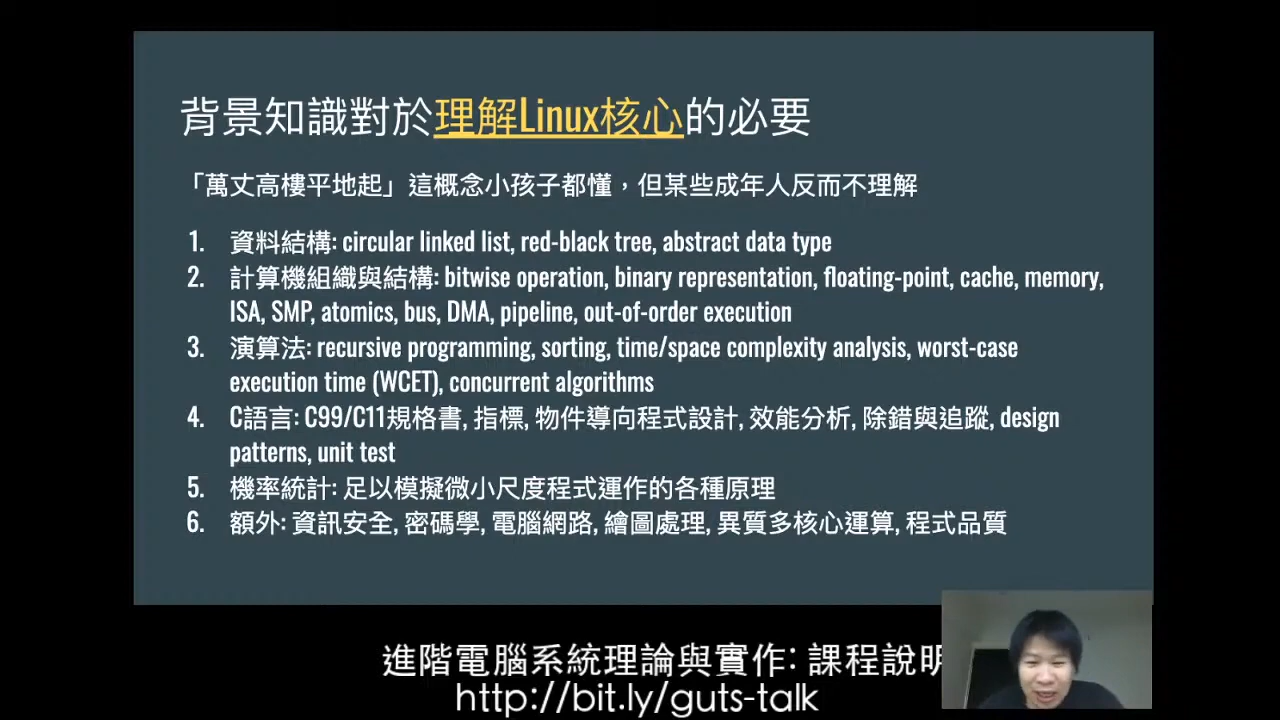 背景知識對於理解Linux核心的必要
「萬丈高樓平地起」這概念小孩子都懂，但某些成年人反而不理解
1. 資料結構: circular linked list, red-black tree, abstract data type
2. 計算機組織與結構: bitwise operation, binary representation, floating-point, cache, memory,
ISA, SMP, atomics, bus, DMA, pipeline, out-of-order execution
3. 演算法: recursive programming, sorting, time/space complexity analysis, worst-case
execution time (WCET), concurrent algorithms
4. C語言: C99/C11規格書, 指標, 物件導向程式設計, 效能分析, 除錯與追蹤, design
patterns, unit test
5. 機率統計: 足以模擬微小尺度程式運作的各種原理
6. 額外: 資訊安全, 密碼學, 電腦網路, 繪圖處理, 異質多核心運算, 程式品質
進階電腦系統理論與實作: 課程說明
http://bit.ly/guts-talk